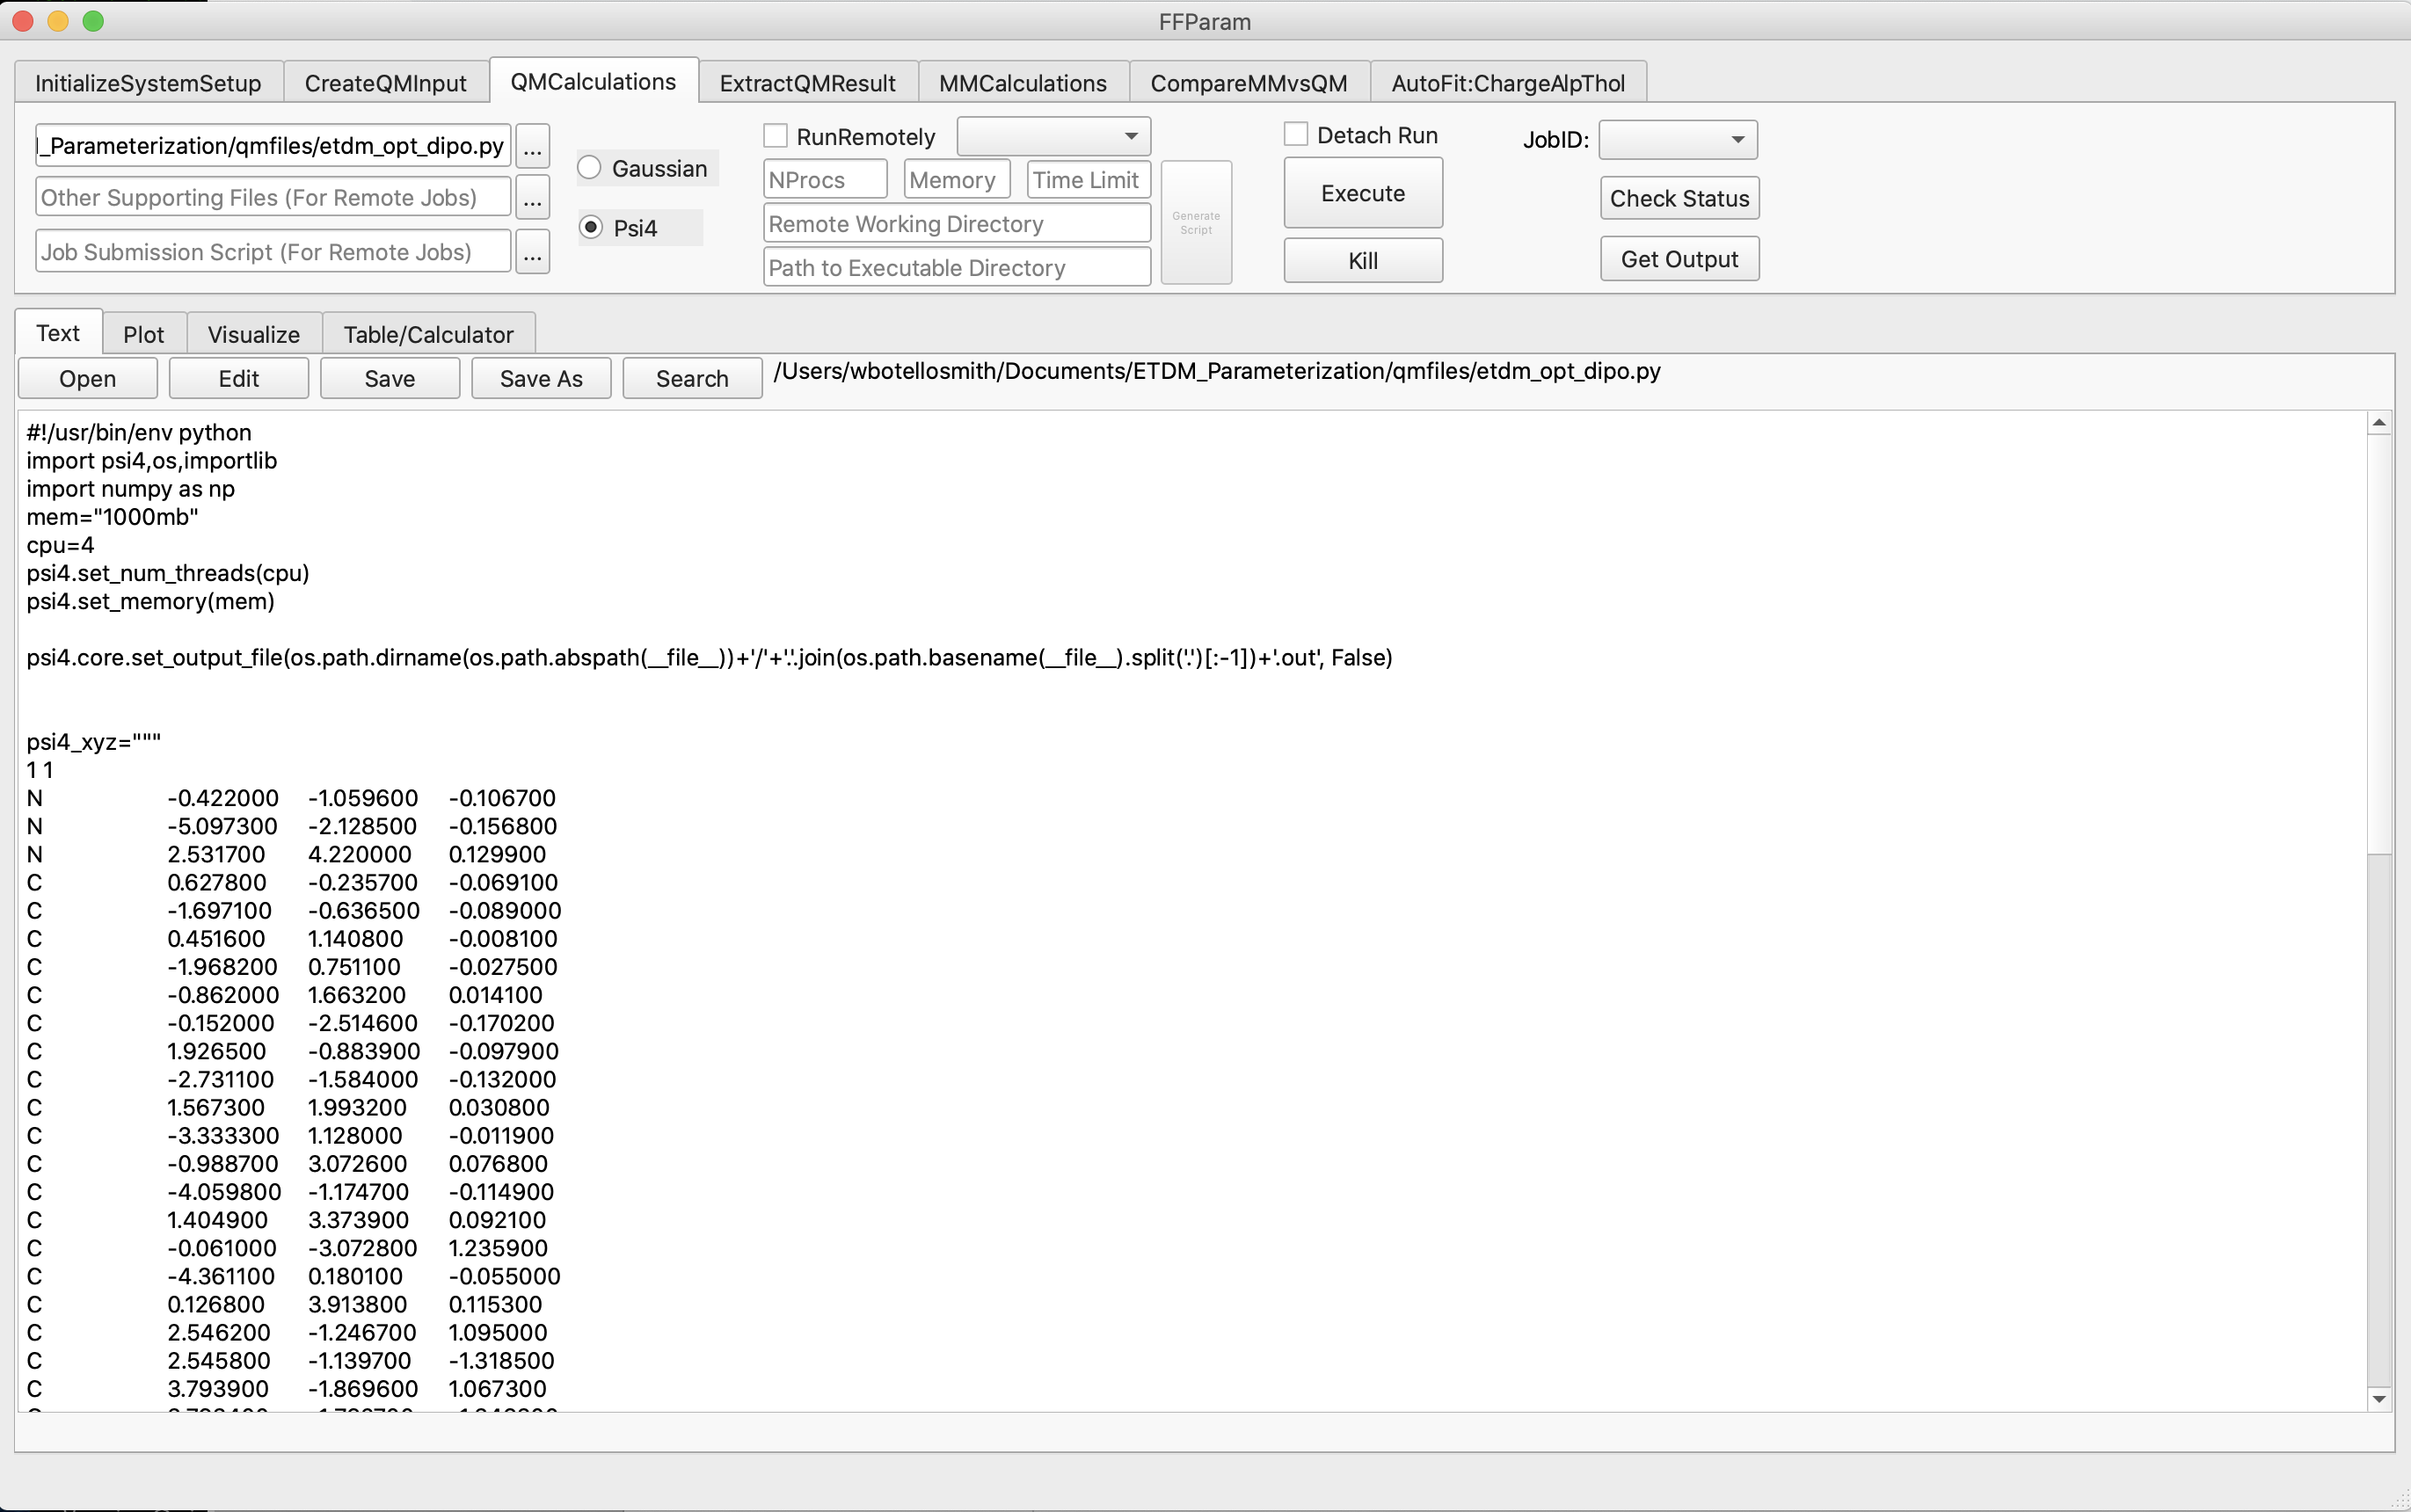 FFParam
InitializeSystemSetup CreateQMInput QMCalculations ExtractQMResult MMCalculations CompareMMvsQM AutoFit:ChargeAlpThol
_Parameterization/qmfiles/etdm_opt_dipo.py ...
Other Supporting Files (For Remote Jobs) ...
Job Submission Script (For Remote Jobs) ...
Gaussian
Psi4
RunRemotely
NProcs Memory Time Limit
Remote Working Directory
Path to Executable Directory
Generate
Script
Detach Run
Execute
Kill
JobID:
Check Status
Get Output
Text Plot Visualize Table/Calculator
Open Edit Save Save As Search /Users/wbotellosmith/Documents/ETDM_Parameterization/qmfiles/etdm_opt_dipo.py
#!/usr/bin/env python
import psi4,os,importlib
import numpy as np
mem="1000mb"
cpu=4
psi4.set_num_threads(cpu)
psi4.set_memory(mem)
psi4.core.set_output_file(os.path.dirname(os.path.abspath(__file__))+'/'+'.'.join(os.path.basename(__file__).split('.')[:-1])+'.out', False)
psi4_xyz="""
1 1
N -0.422000 -1.059600 -0.106700
N -5.097300 -2.128500 -0.156800
N 2.531700 4.220000 0.129900
C 0.627800 -0.235700 -0.069100
C -1.697100 -0.636500 -0.089000
C 0.451600 1.140800 -0.008100
C -1.968200 0.751100 -0.027500
C -0.862000 1.663200 0.014100
C -0.152000 -2.514600 -0.170200
C 1.926500 -0.883900 -0.097900
C -2.731100 -1.584000 -0.132000
C 1.567300 1.993200 0.030800
C -3.333300 1.128000 -0.011900
C -0.988700 3.072600 0.076800
C -4.059800 -1.174700 -0.114900
C 1.404900 3.373900 0.092100
C -0.061000 -3.072800 1.235900
C -4.361100 0.180100 -0.055000
C 0.126800 3.913800 0.115300
C 2.546200 -1.246700 1.095000
C 2.545800 -1.139700 -1.318500
C 3.793900 -1.869600 1.067300